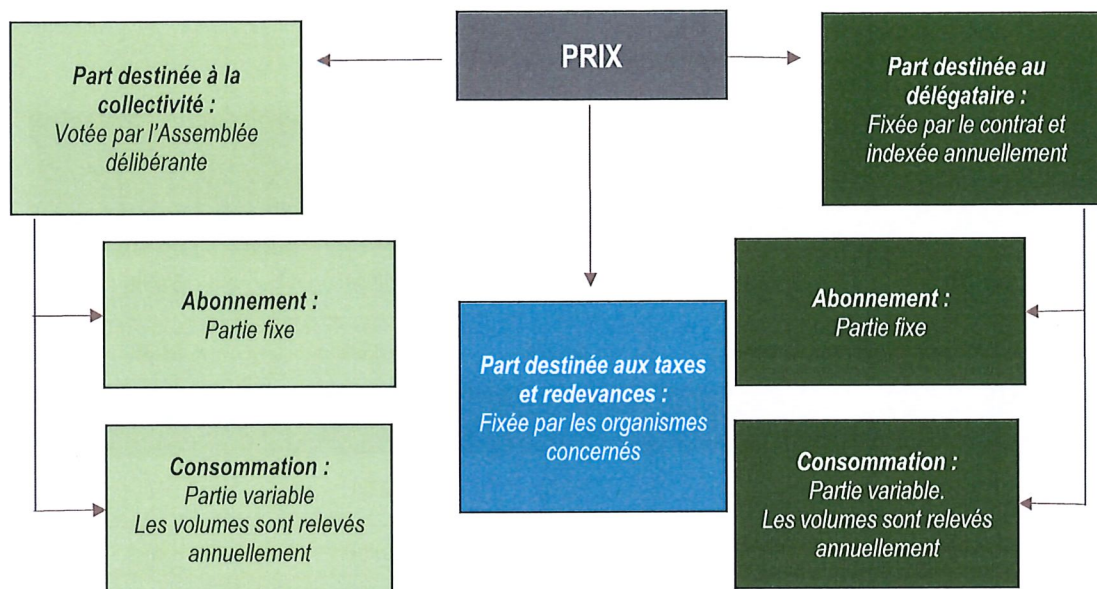 PRIX
Part destinée à la
collectivité :
Votée par l'Assemblée
délibérante
Abonnement :
Partie fixe
Consommation :
Partie variable
Les volumes sont relevés
annuellement
Part destinée aux taxes
et redevances :
Fixée par les organismes
concernés
Part destinée au
délégataire :
Fixée par le contrat et
indexée annuellement
Abonnement :
Partie fixe
Consommation :
Partie variable.
Les volumes sont relevés
annuellement